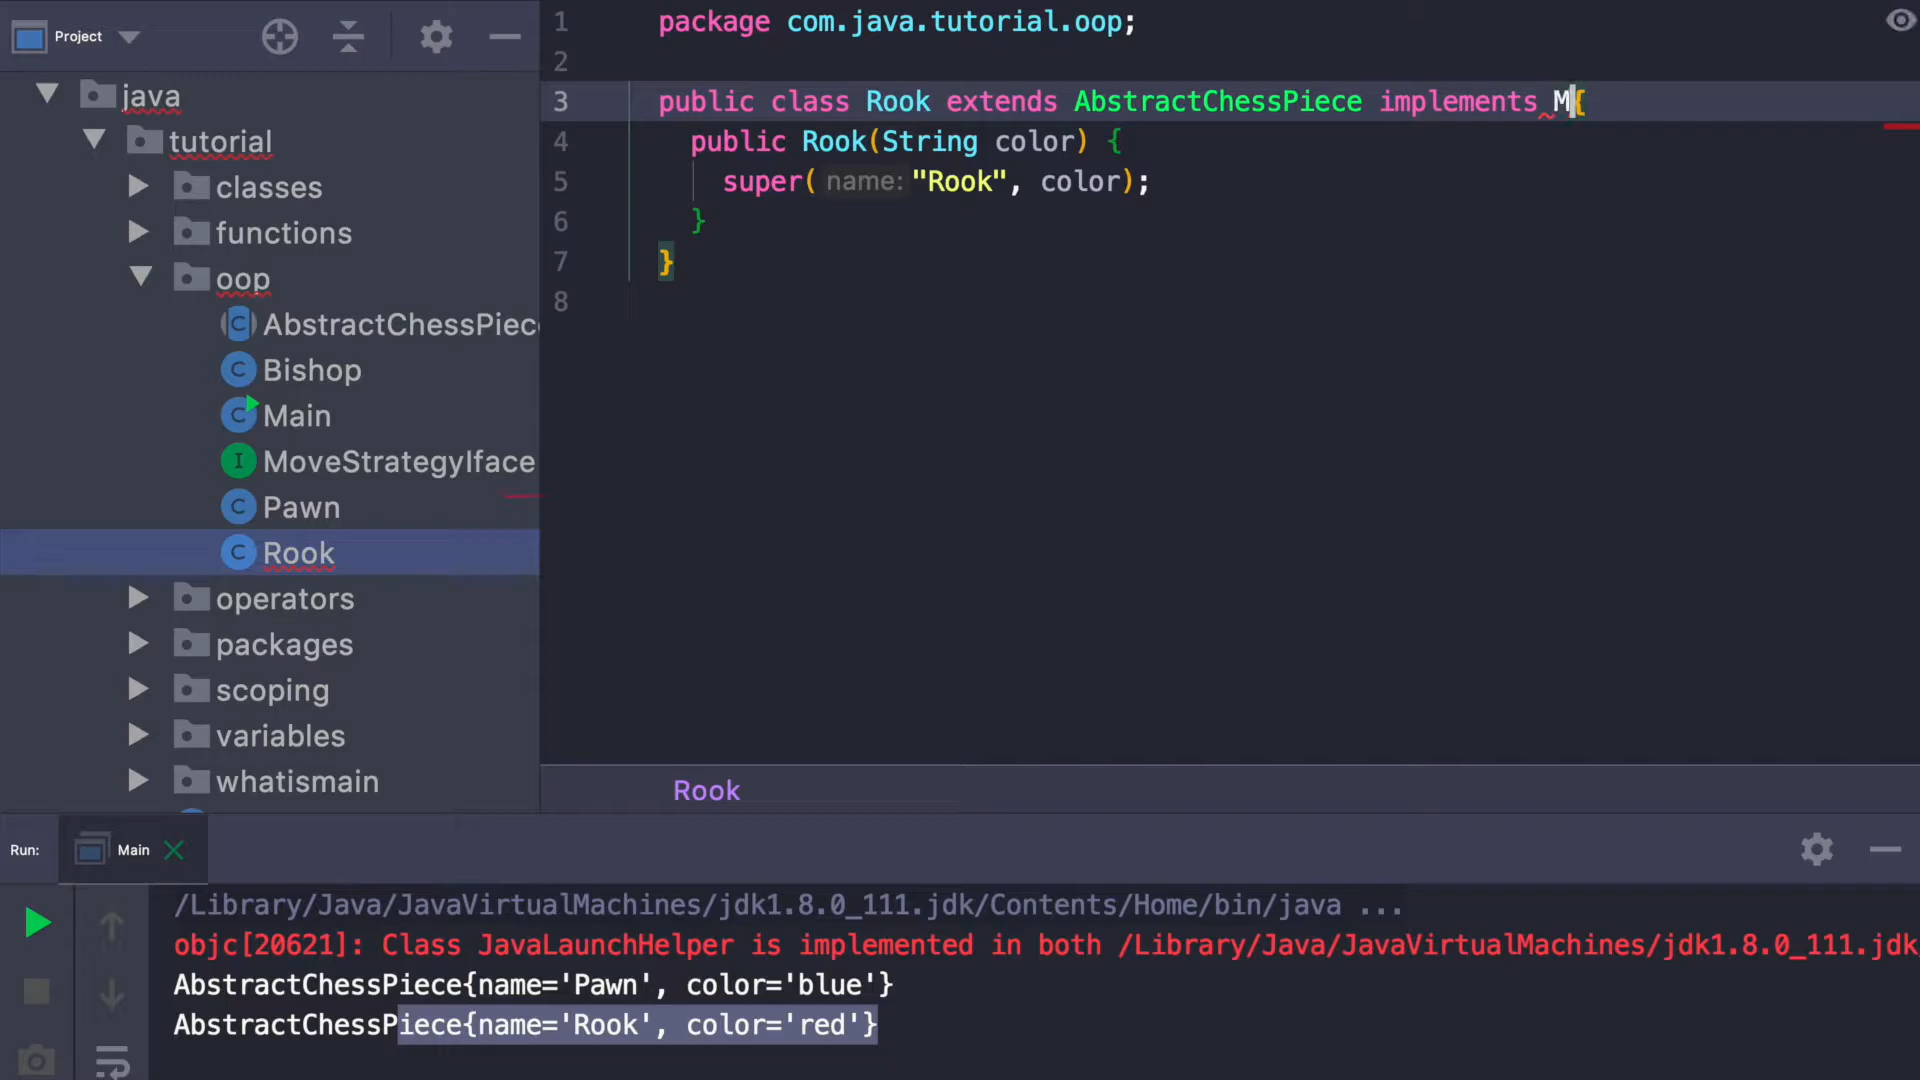 Project
java
tutorial
classes
functions
oop
AbstractChessPiece
Bishop
Main
MoveStrategyIface
Pawn
Rook
operators
packages
scoping
variables
whatismain
1 package com.java.tutorial.oop;
2
3 public class Rook extends AbstractChessPiece implements M{
4 public Rook(String color) {
5 super( name: "Rook", color);
6 }
7 }
8
Rook
Run: Main
/Library/Java/JavaVirtualMachines/jdk1.8.0_111.jdk/Contents/Home/bin/java ...
objc[20621]: Class JavaLaunchHelper is implemented in both /Library/Java/JavaVirtualMachines/jdk1.8.0_111.jdk
AbstractChessPiece{name='Pawn', color='blue'}
AbstractChessPiece{name='Rook', color='red'}